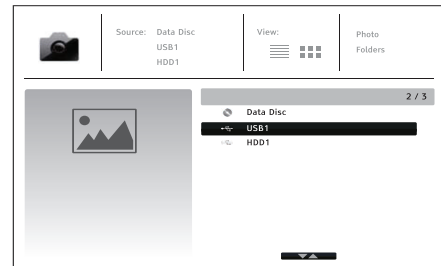 Source: Data Disc
USB1
HDD1
View:
Photo
Folders
2 / 3
Data Disc
USB1
HDD1